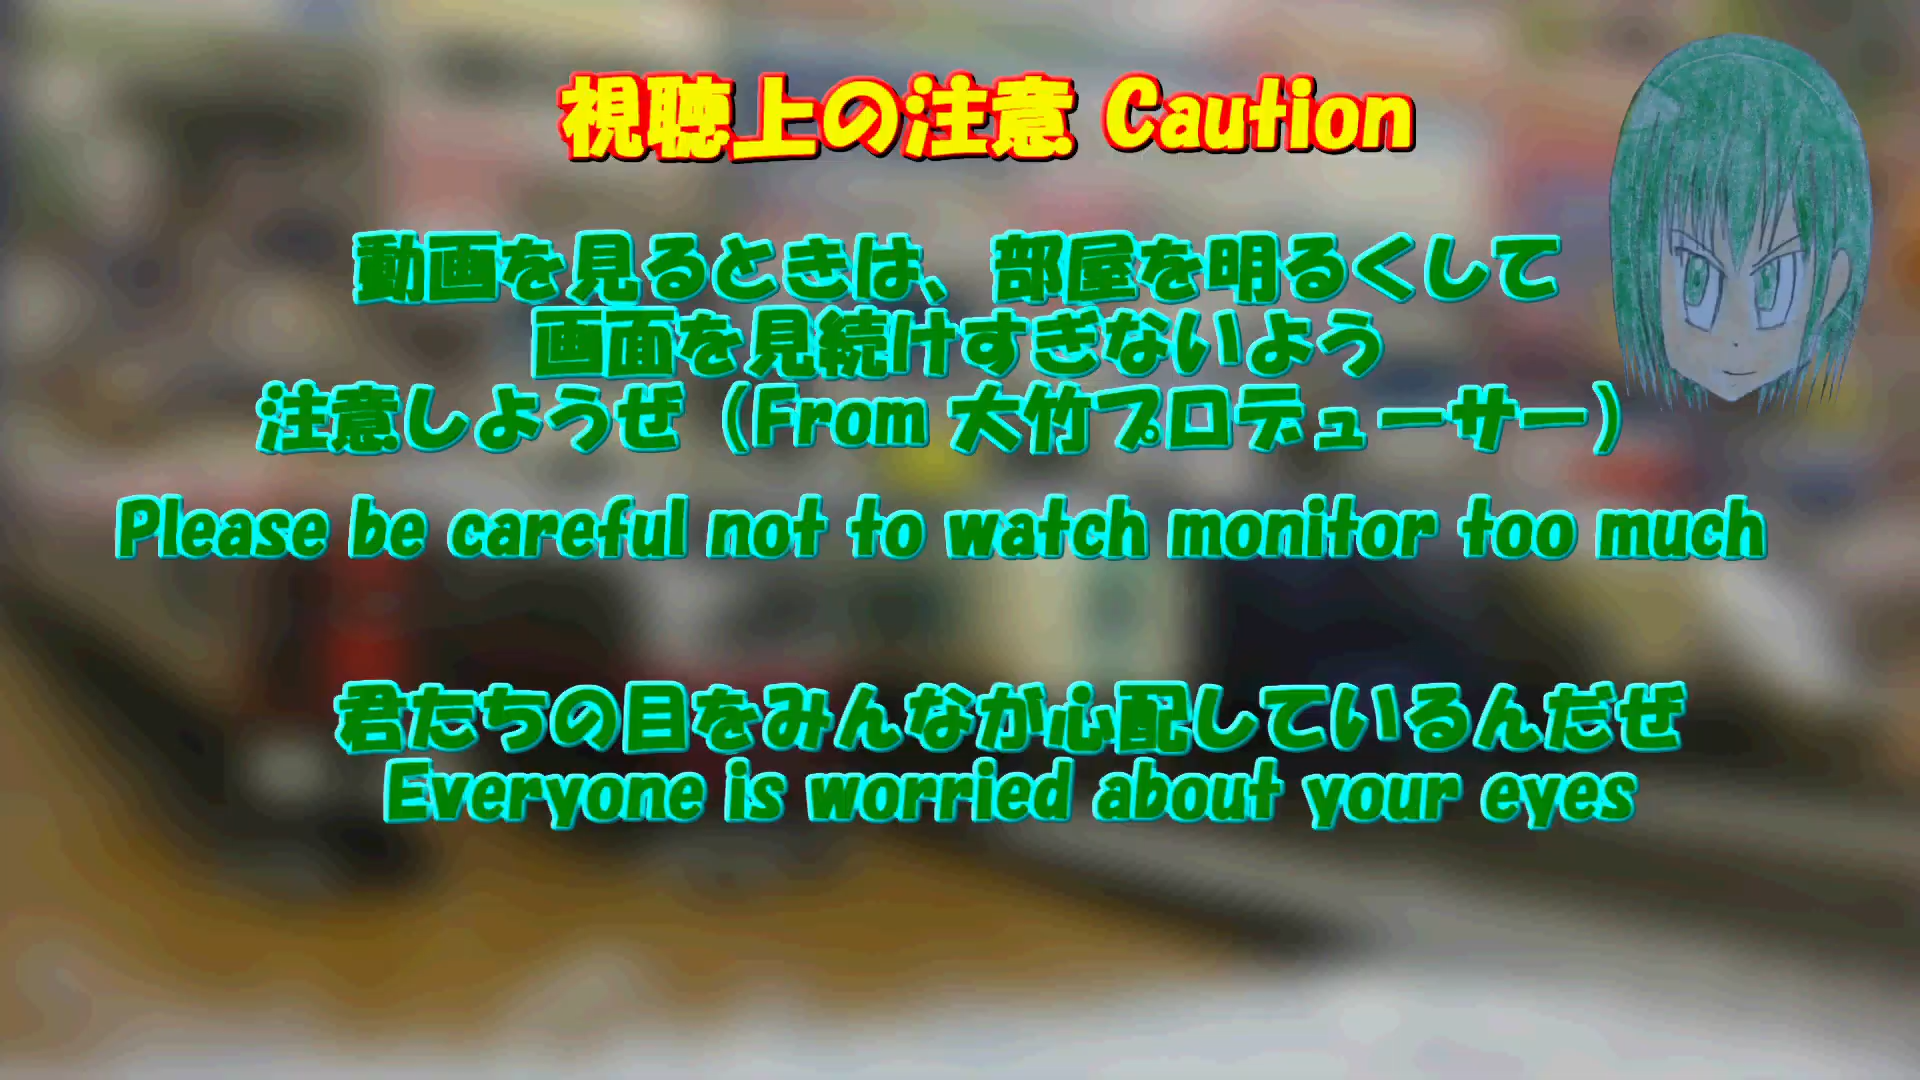 視聴上の注意 Caution
動画を見るときは、部屋を明るくして
画面を見続けすぎないよう
注意しようぜ（From 大竹プロデューサー）
Please be careful not to watch monitor too much
君たちの目をみんなが心配しているんだぜ
Everyone is worried about your eyes